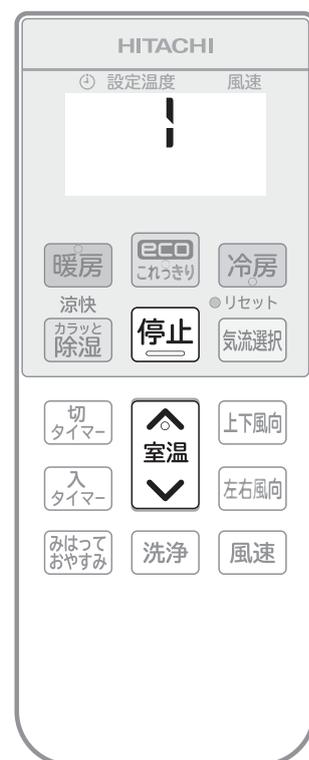 HITACHI
設定温度 風速
1
暖房 eco これっきり 冷房
涼快 リセット
カラッと 除湿 停止 気流選択
切タイマー 室温 上下風向
入タイマー 左右風向
みはっておやすみ 洗浄 風速